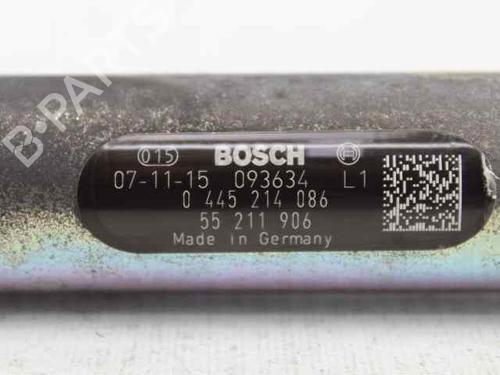 B-PARTS
015 BOSCH
07-11-15 093634 L1
0 445 214 086
55 211 906
Made in Germany